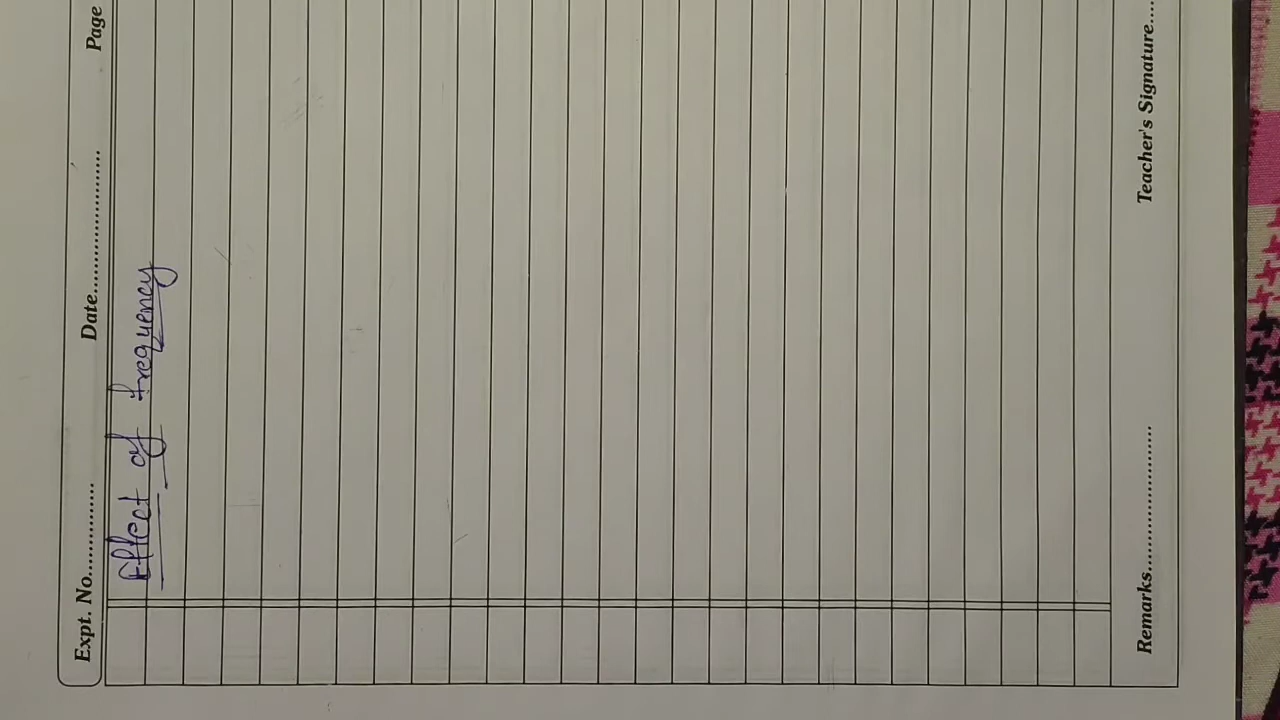 Expt. No............... Date..................... Page
Effect of frequency
Remarks........................ Teacher's Signature....